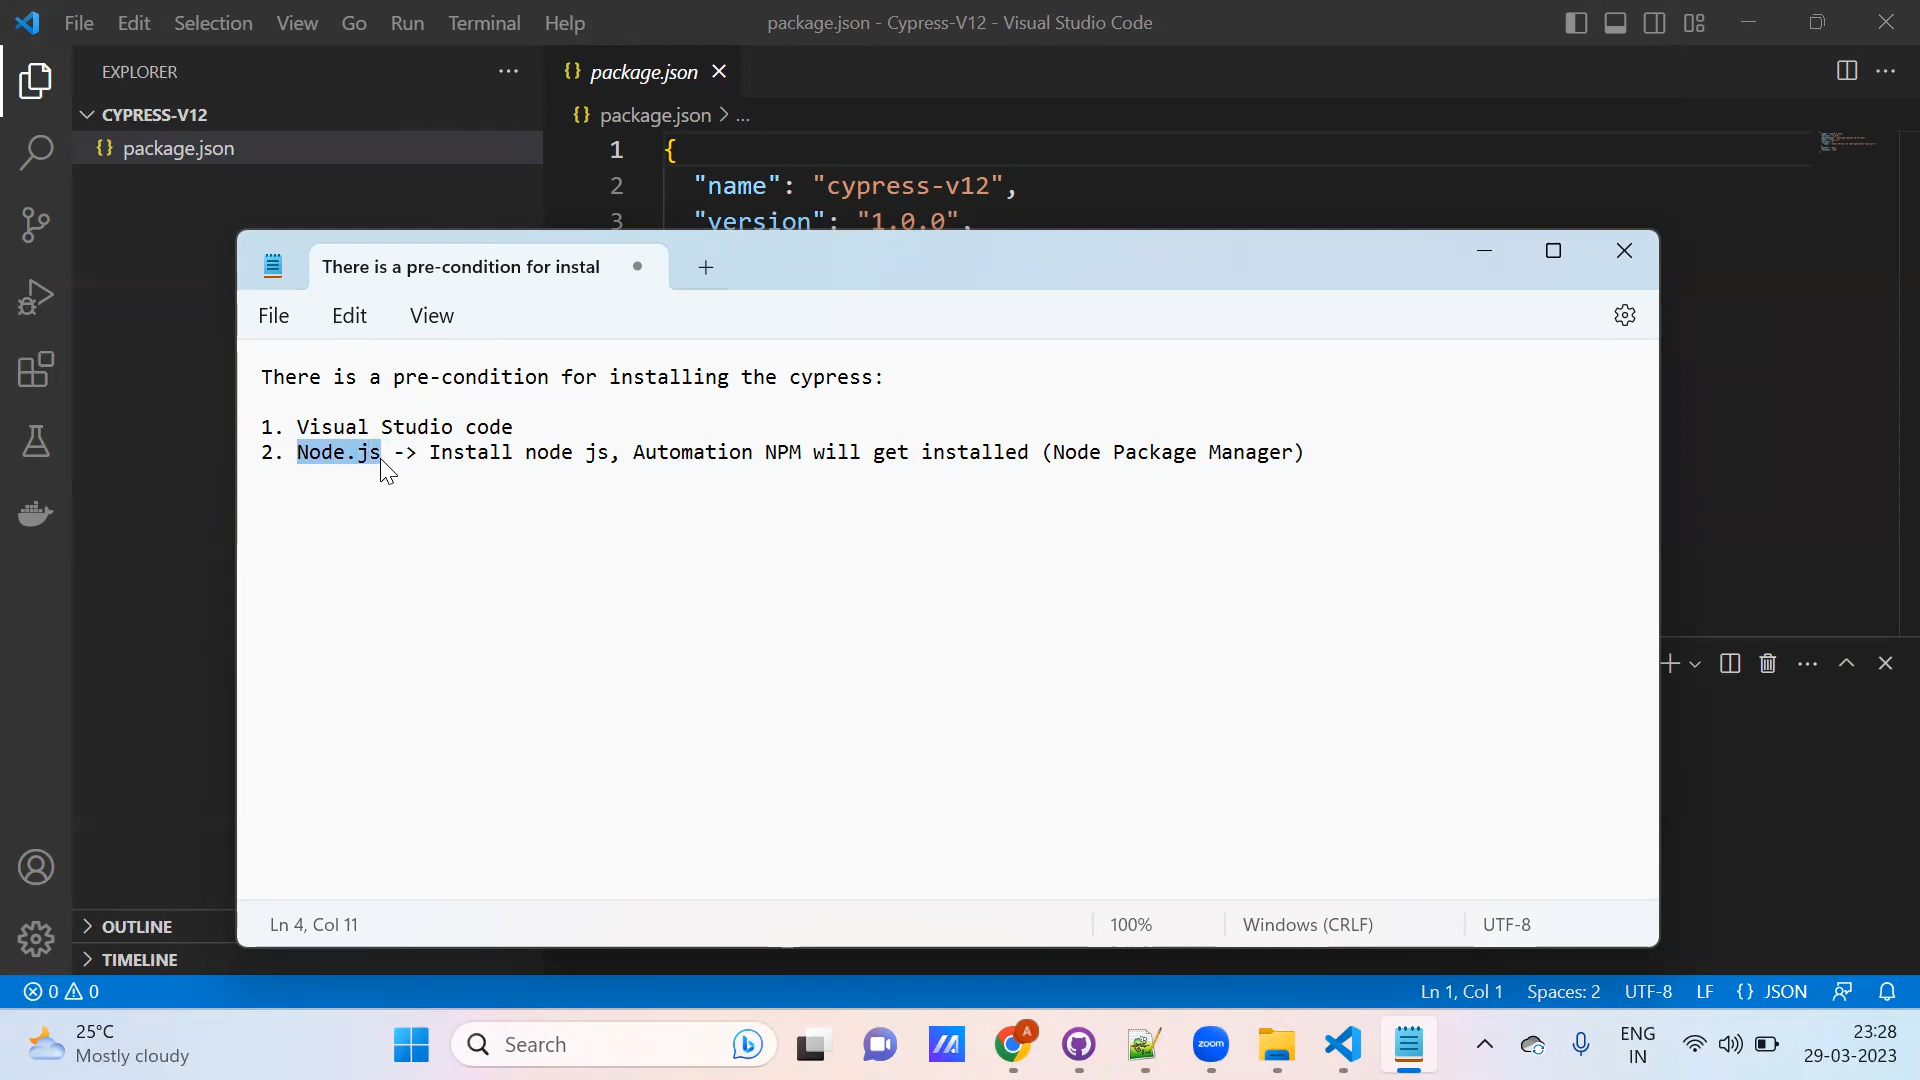 File Edit Selection View Go Run Terminal Help
package.json - Cypress-V12 - Visual Studio Code
EXPLORER
CYPRESS-V12
{} package.json
{} package.json
{} package.json > ...
1 {
2 "name": "cypress-v12",
3 "version": "1.0.0",
There is a pre-condition for instal
File Edit View
There is a pre-condition for installing the cypress:
1. Visual Studio code
2. Node.js -> Install node js, Automation NPM will get installed (Node Package Manager)
Ln 4, Col 11
100%
Windows (CRLF)
UTF-8
OUTLINE
TIMELINE
0 0
Ln 1, Col 1 Spaces: 2 UTF-8 LF {} JSON
25°C
Mostly cloudy
Search
A
zoom
ENG
IN
23:28
29-03-2023